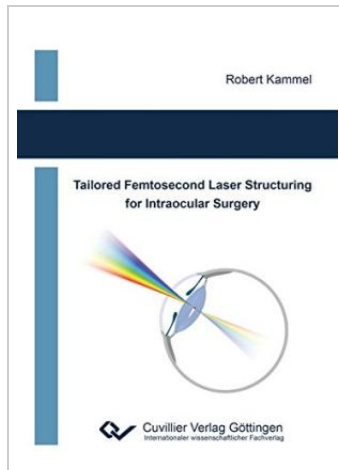 Robert Kammel
Tailored Femtosecond Laser Structuring
for Intraocular Surgery
Cuvillier Verlag Göttingen
Internationaler wissenschaftlicher Fachverlag